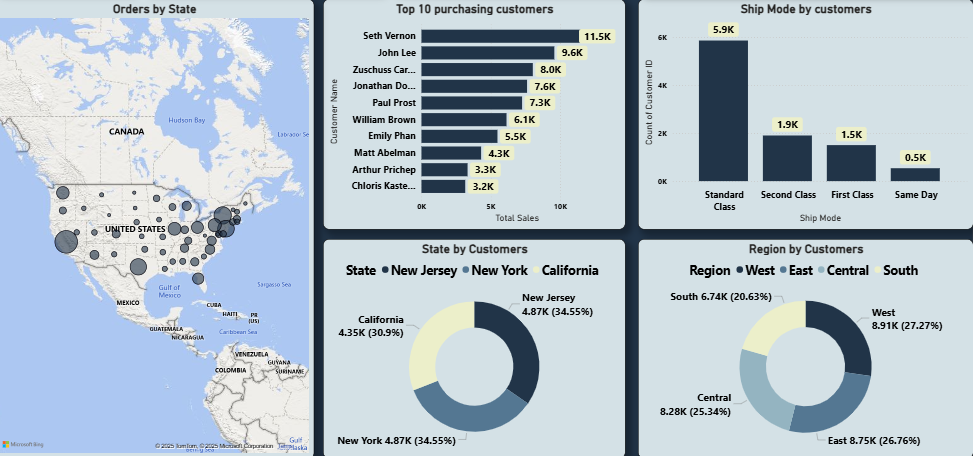 Orders by State
CANADA
Hudson Bay
Labrador Se
UNITED STATES
Gulf of
Mexico
Sargasso Sea
MEXICO
CUBA
HAITI
PR
(US)
GUATEMALA
Caribbean Sea
NICARAGUA
VENEZUELA
GUYANA
COLOMBIA
SURINAME
Microsoft Bing
© 2025 TomTom, © 2025 Microsoft Corporation
Top 10 purchasing customers
Customer Name
Seth Vernon 11.5K
John Lee 9.6K
Zuschuss Car... 8.0K
Jonathan Do... 7.6K
Paul Prost 7.3K
William Brown 6.1K
Emily Phan 5.5K
Matt Abelman 4.3K
Arthur Prichep 3.3K
Chloris Kaste... 3.2K
0K 5K 10K
Total Sales
Ship Mode by customers
Count of Customer ID
6K
4K
2K
0K
5.9K
1.9K
1.5K
0.5K
Standard
Class
Second Class
First Class
Same Day
Ship Mode
State by Customers
State New Jersey New York California
New Jersey
4.87K (34.55%)
California
4.35K (30.9%)
New York 4.87K (34.55%)
Region by Customers
Region West East Central South
South 6.74K (20.63%)
West
8.91K (27.27%)
Central
8.28K (25.34%)
East 8.75K (26.76%)